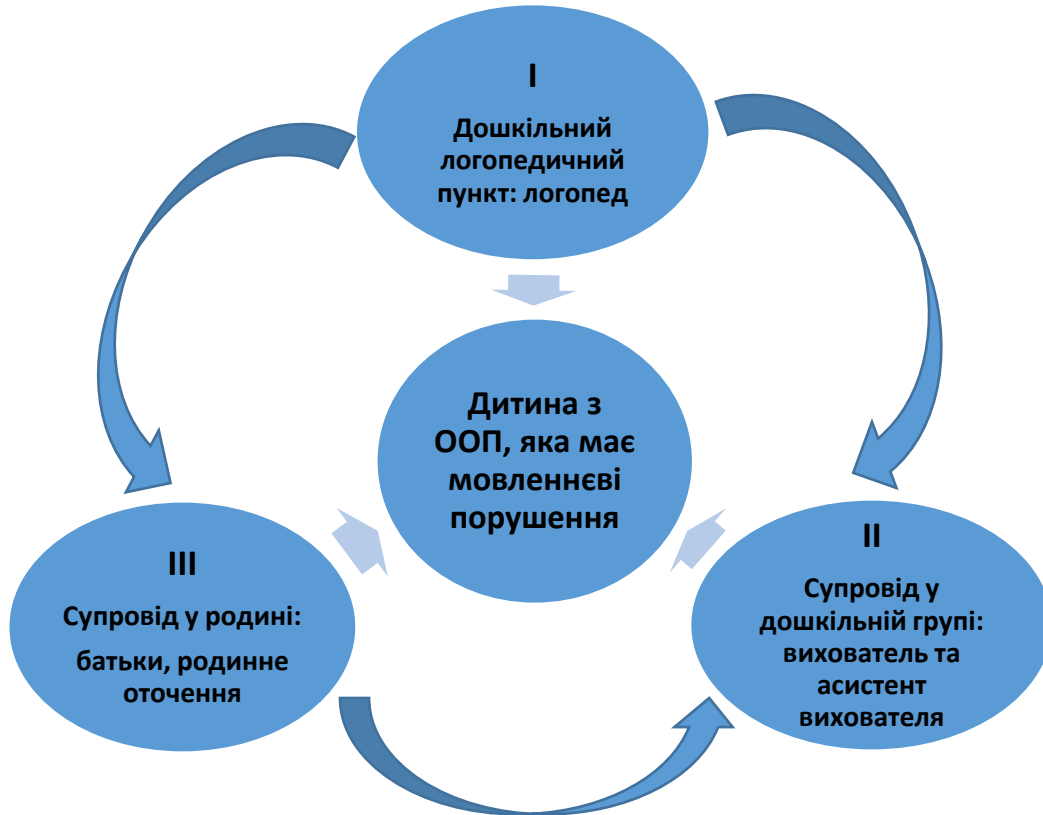 I
Дошкільний
логопедичний
пункт: логопед
Дитина з
ООП, яка має
мовленнєві
порушення
III
Супровід у родині:
батьки, родинне
оточення
II
Супровід у
дошкільній групі:
вихователь та
асистент
вихователя